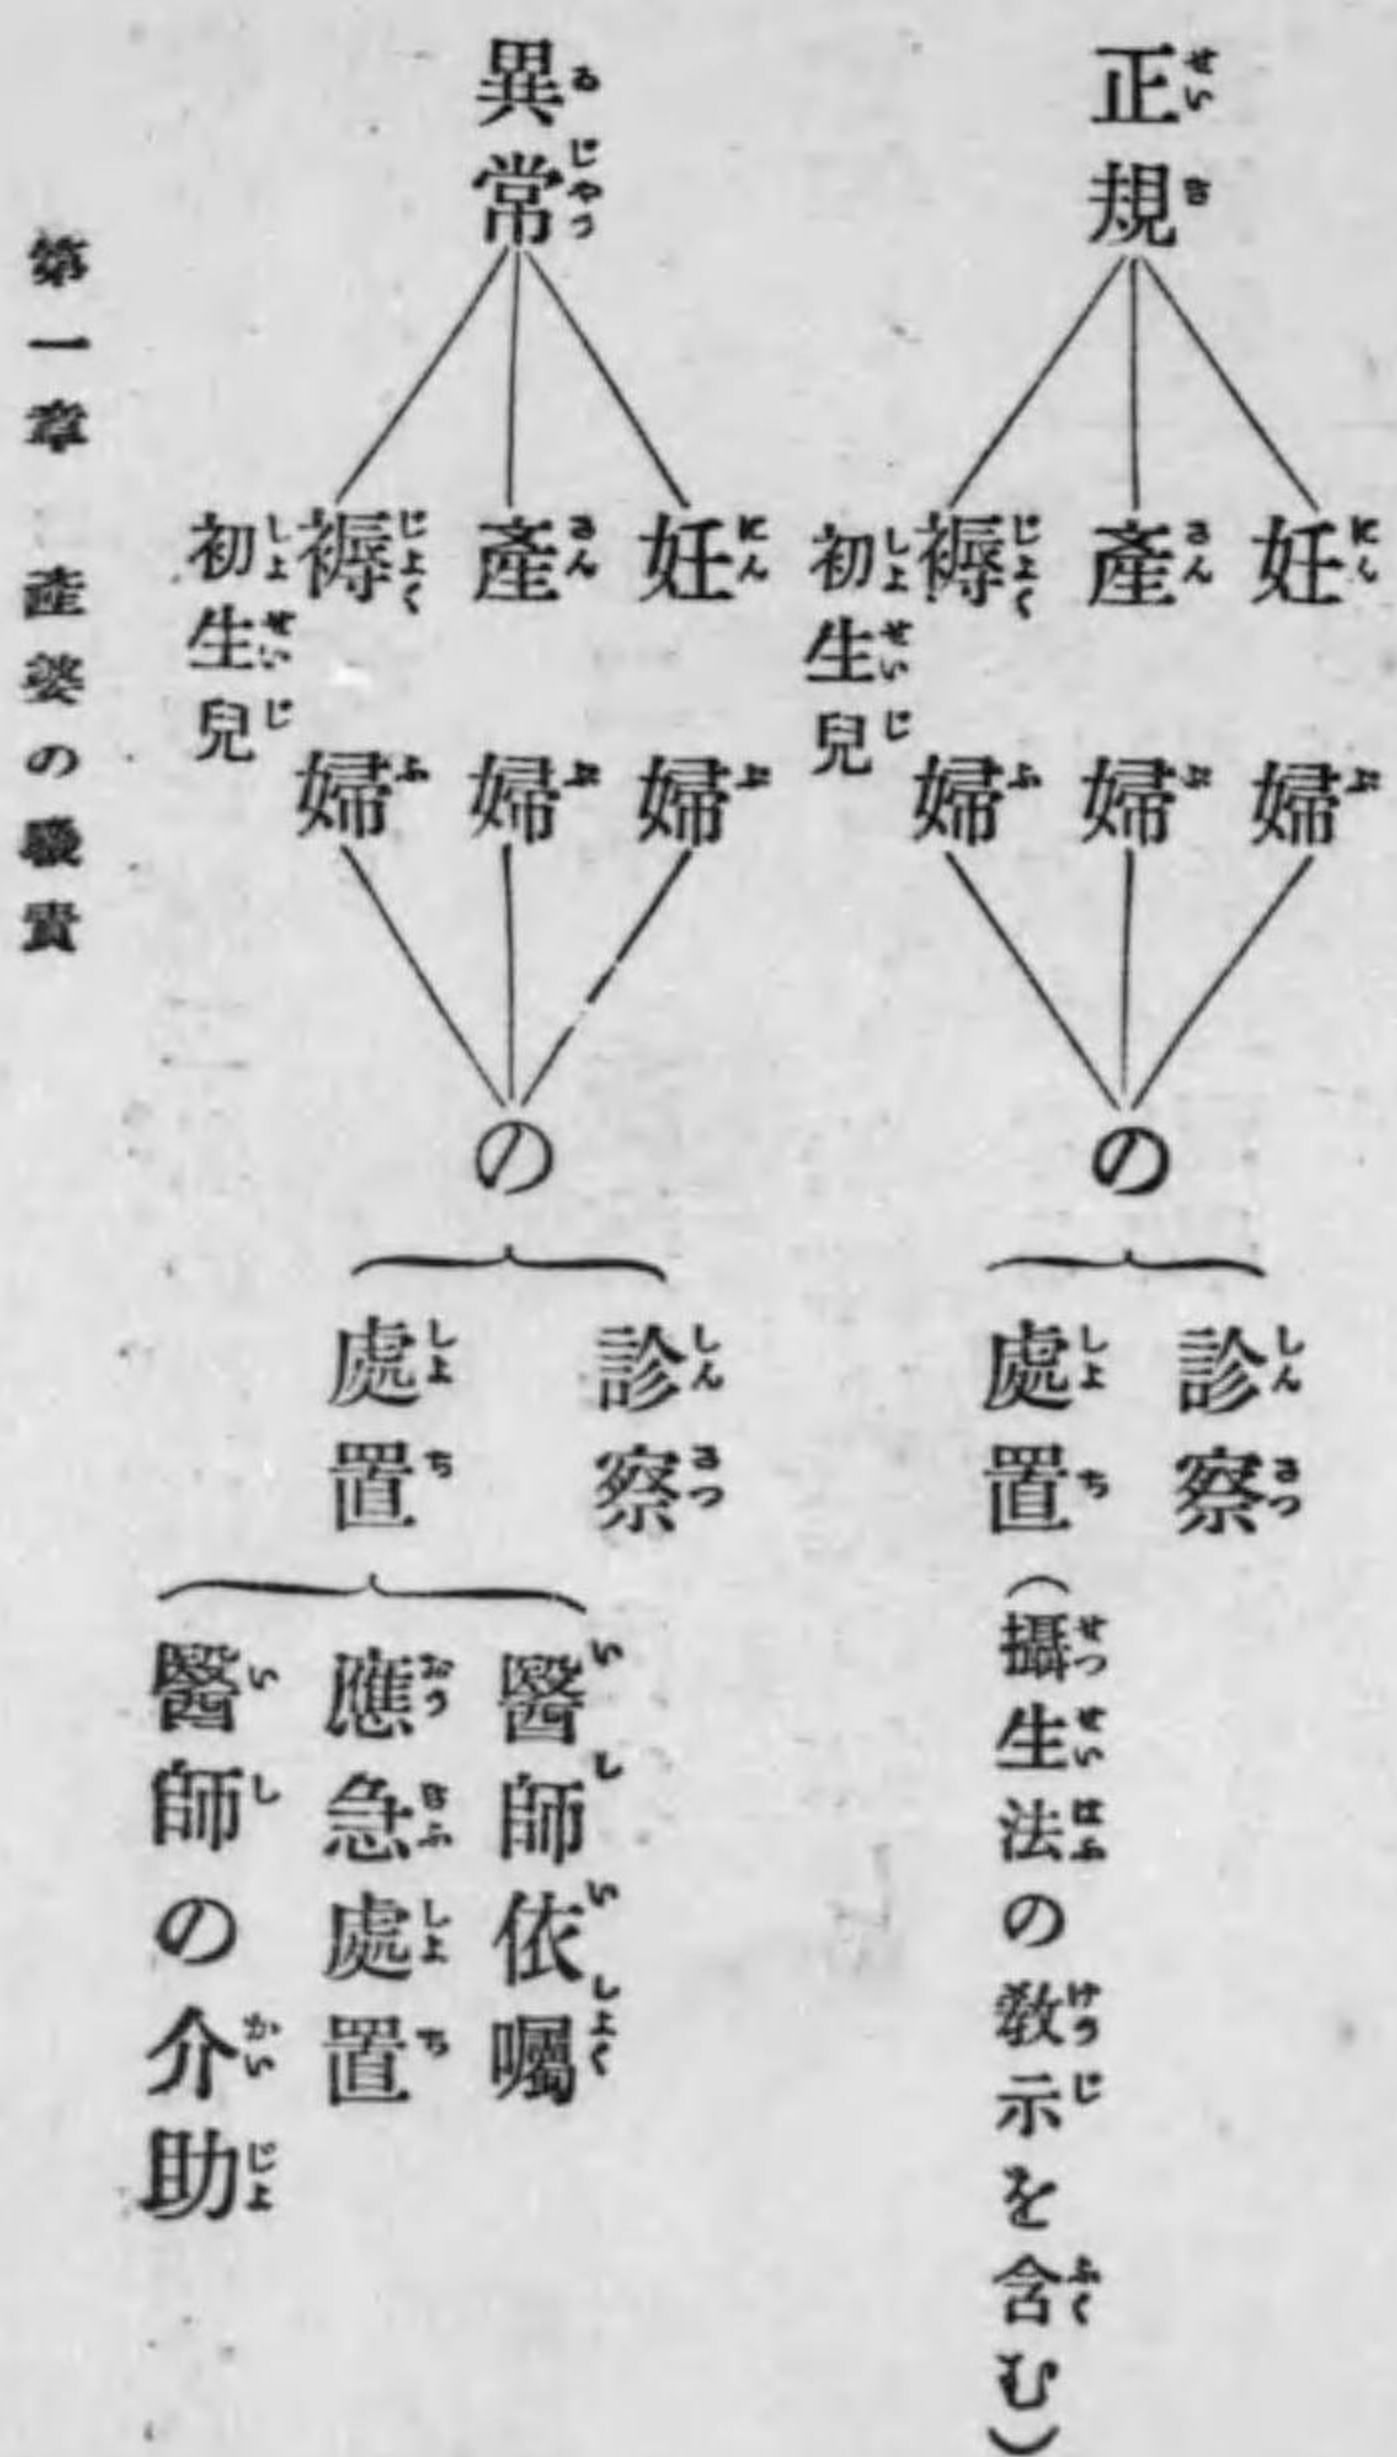 正規
妊婦
産婦
褥婦
初生兒
の
診察
處置(攝生法の敎示を含む)
異常
妊婦
産婦
褥婦
初生兒
の
診察
處置
醫師依囑
應急處置
醫師の介助
第一章 産婆の職責